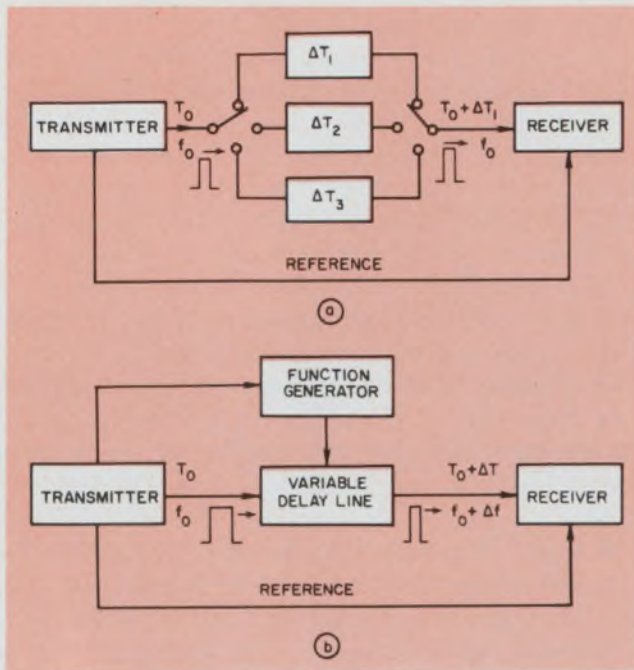 ΔT₁
T₀
T₀ + ΔT₁
TRANSMITTER
ΔT₂
RECEIVER
f₀
f₀
ΔT₃
REFERENCE
a
FUNCTION
GENERATOR
T₀
T₀ + ΔT
TRANSMITTER
VARIABLE
DELAY LINE
RECEIVER
f₀
f₀ + Δf
REFERENCE
b